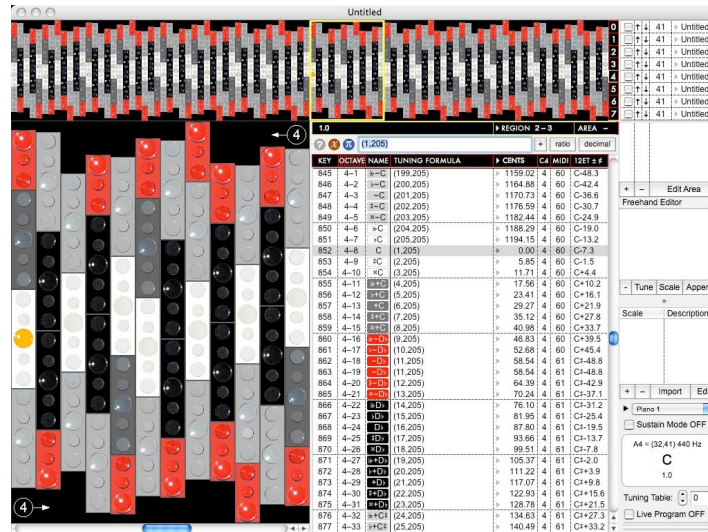 Untitled
0 41 Untitled
1 41 Untitled
2 41 Untitled
3 41 Untitled
4 41 Untitled
5 41 Untitled
6 41 Untitled
7 41 Untitled
1.0 REGION 2–3 AREA –
4
? x π (1,205) + ratio decimal
KEY OCTAVE NAME TUNING FORMULA CENTS C4 MIDI 12ET ± ♯
845 4–1 (199,205) 1159.02 4 60 C-48.3
846 4–2 (200,205) 1164.88 4 60 C-42.4
847 4–3 −C (201,205) 1170.73 4 60 C-36.6
848 4–4 ‡−C (202,205) 1176.59 4 60 C-30.7
849 4–5 ×−C (203,205) 1182.44 4 60 C-24.9
850 4–6 (204,205) 1188.29 4 60 C-19.0
851 4–7 (205,205) 1194.15 4 60 C-13.2
852 4–8 C (1,205) 0.00 4 60 C-7.3
853 4–9 ‡C (2,205) 5.85 4 60 C-1.5
854 4–10 ×C (3,205) 11.71 4 60 C+4.4
855 4–11 (4,205) 17.56 4 60 C+10.2
856 4–12 (5,205) 23.41 4 60 C+16.1
857 4–13 +C (6,205) 29.27 4 60 C+21.9
858 4–14 ‡+C (7,205) 35.12 4 60 C+27.8
859 4–15 ×+C (8,205) 40.98 4 60 C+33.7
860 4–16 (9,205) 46.83 4 60 C+39.5
861 4–17 (10,205) 52.68 4 60 C+45.4
862 4–18 −D♭ (11,205) 58.54 4 61 C♯-48.8
863 4–19 −D♭ (11,205) 58.54 4 61 C♯-48.8
864 4–20 ‡−D♭ (12,205) 64.39 4 61 C♯-42.9
865 4–21 ×−D♭ (13,205) 70.24 4 61 C♯-37.1
866 4–22 (14,205) 76.10 4 61 C♯-31.2
867 4–23 (15,205) 81.95 4 61 C♯-25.4
868 4–24 D♭ (16,205) 87.80 4 61 C♯-19.5
869 4–25 ‡D♭ (17,205) 93.66 4 61 C♯-13.7
870 4–26 ×D♭ (18,205) 99.51 4 61 C♯-7.8
871 4–27 (19,205) 105.37 4 61 C♯-2.0
872 4–28 (20,205) 111.22 4 61 C♯+3.9
873 4–29 +D♭ (21,205) 117.07 4 61 C♯+9.8
874 4–30 ‡+D♭ (22,205) 122.93 4 61 C♯+15.6
875 4–31 ×+D♭ (23,205) 128.78 4 61 C♯+21.5
876 4–32 (24,205) 134.63 4 61 C♯+27.3
877 4–33 (25,205) 140.49 4 61 C♯+33.2
4
+ − Edit Area
Freehand Editor
- Tune Scale Apper
Scale Description
+ − Import Ed
Piano 1
Sustain Mode OFF
A4 = (32,41) 440 Hz
C
1.0
Tuning Table: 0
Live Program OFF